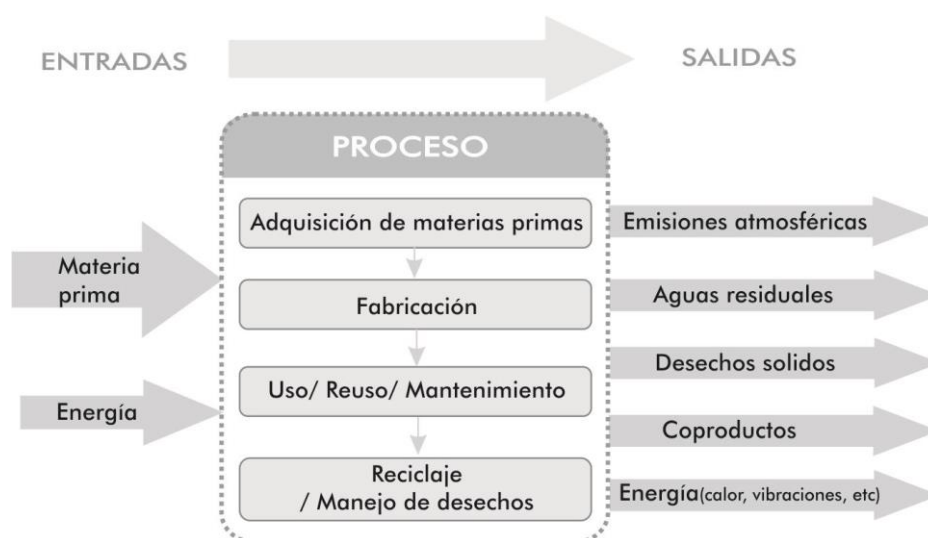 ENTRADAS
SALIDAS
PROCESO
Adquisición de materias primas
Fabricación
Uso/ Reuso/ Mantenimiento
Reciclaje
/ Manejo de desechos
Materia
prima
Energía
Emisiones atmosféricas
Aguas residuales
Desechos solidos
Coproductos
Energía(calor, vibraciones, etc)